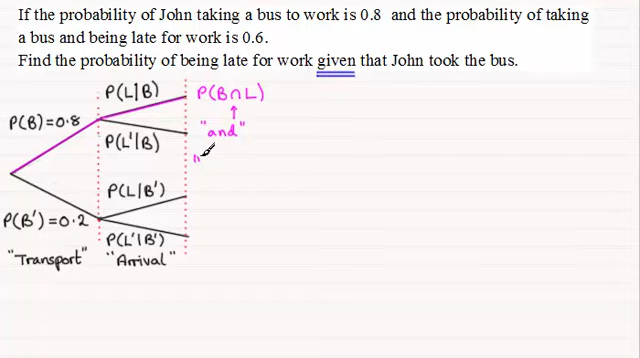 If the probability of John taking a bus to work is 0.8 and the probability of taking
a bus and being late for work is 0.6.
Find the probability of being late for work given that John took the bus.
P(L|B) P(B∩L)
P(B)=0.8
"and"
P(L'|B)
"
P(L|B')
P(B')=0.2
P(L'|B')
"Transport" "Arrival"